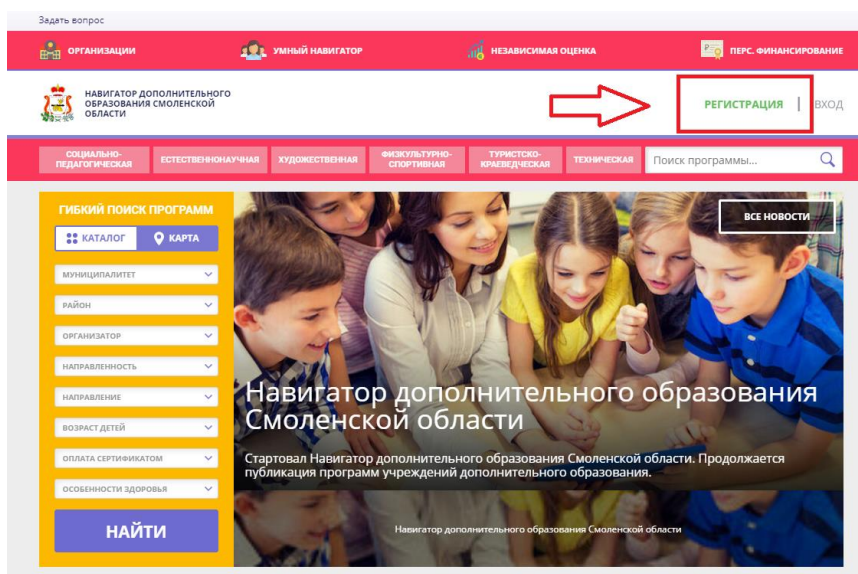 Задать вопрос
ОРГАНИЗАЦИИ
УМНЫЙ НАВИГАТОР
НЕЗАВИСИМАЯ ОЦЕНКА
ПЕРС. ФИНАНСИРОВАНИЕ
НАВИГАТОР ДОПОЛНИТЕЛЬНОГО
ОБРАЗОВАНИЯ СМОЛЕНСКОЙ
ОБЛАСТИ
РЕГИСТРАЦИЯ | ВХОД
СОЦИАЛЬНО-
ПЕДАГОГИЧЕСКАЯ
ЕСТЕСТВЕННОНАУЧНАЯ
ХУДОЖЕСТВЕННАЯ
ФИЗКУЛЬТУРНО-
СПОРТИВНАЯ
ТУРИСТСКО-
КРАЕВЕДЧЕСКАЯ
ТЕХНИЧЕСКАЯ
Поиск программы...
ГИБКИЙ ПОИСК ПРОГРАММ
КАТАЛОГ
КАРТА
МУНИЦИПАЛИТЕТ
РАЙОН
ОРГАНИЗАТОР
НАПРАВЛЕННОСТЬ
НАПРАВЛЕНИЕ
ВОЗРАСТ ДЕТЕЙ
ОПЛАТА СЕРТИФИКАТОМ
ОСОБЕННОСТИ ЗДОРОВЬЯ
НАЙТИ
ВСЕ НОВОСТИ
Навигатор дополнительного образования
Смоленской области
Стартовал Навигатор дополнительного образования Смоленской области. Продолжается
публикация программ учреждений дополнительного образования.
Навигатор дополнительного образования Смоленской области